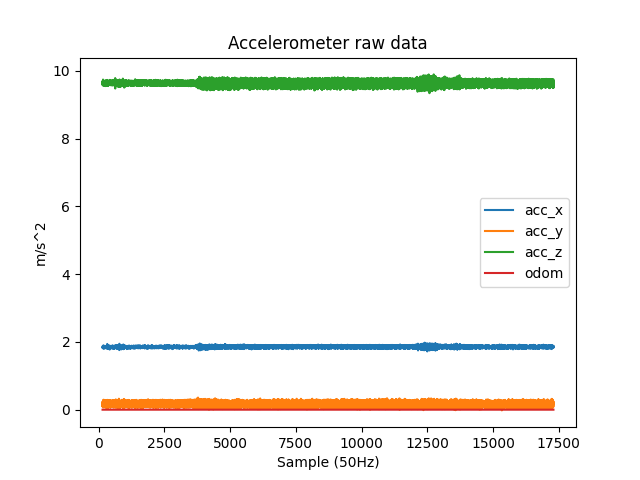 Accelerometer raw data
m/s^2
10
8
6
4
2
0
acc_x
acc_y
acc_z
odom
0 2500 5000 7500 10000 12500 15000 17500
Sample (50Hz)